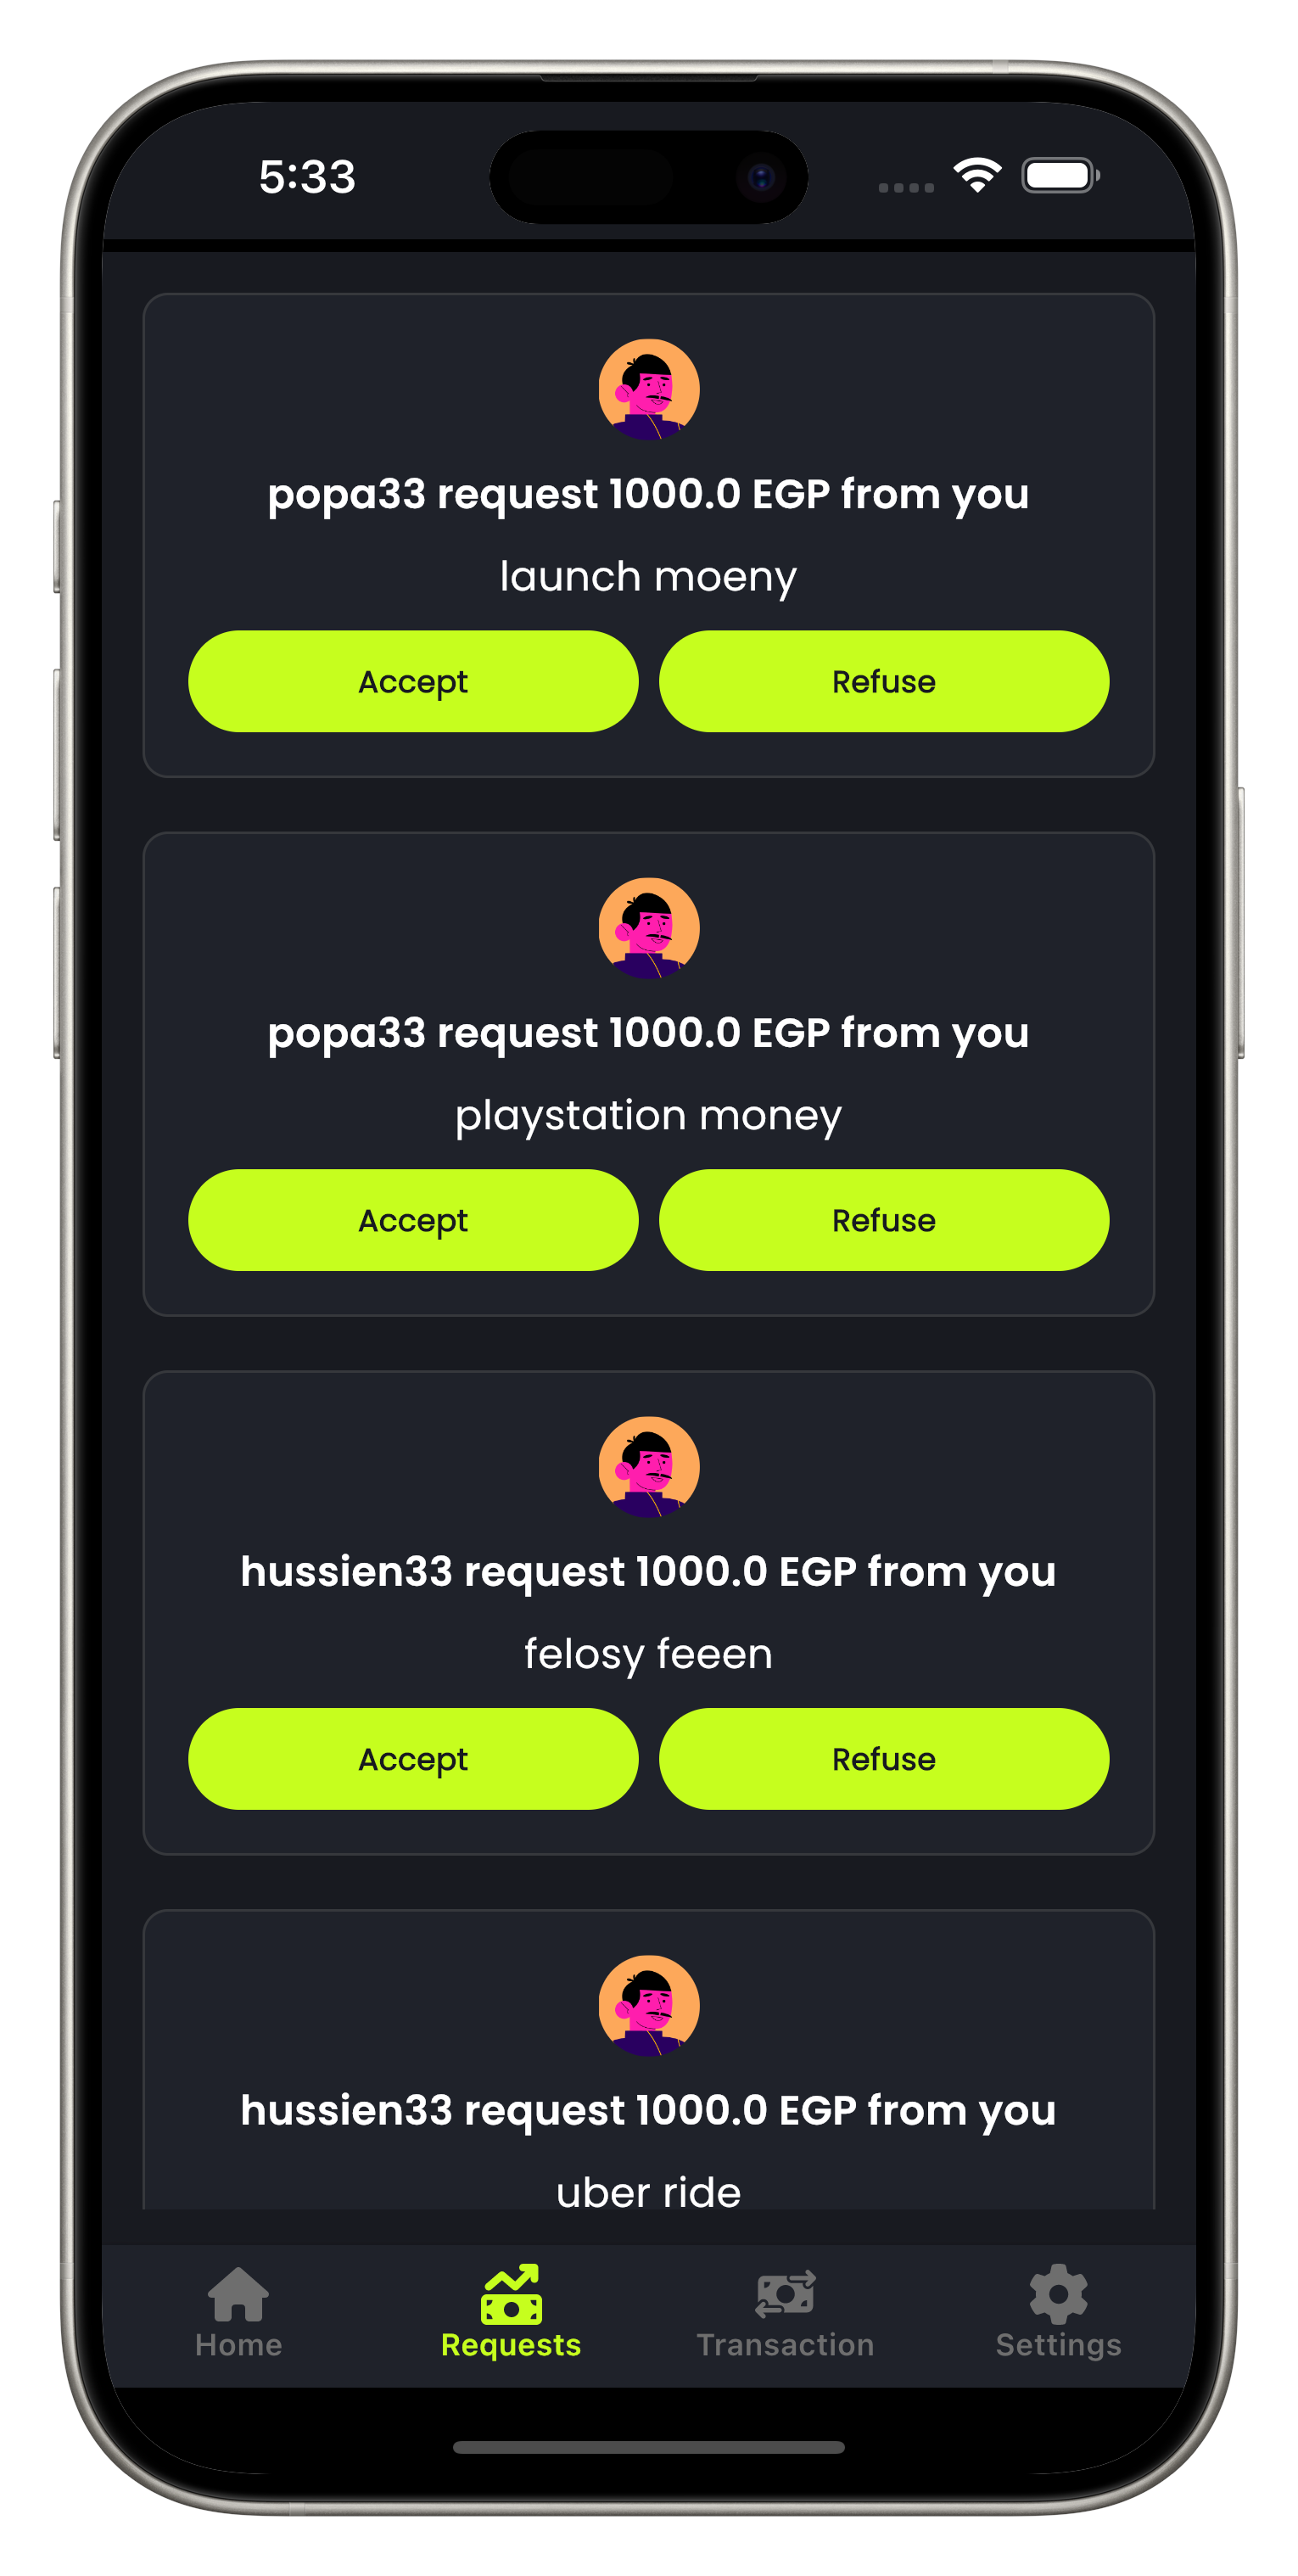 5:33
popa33 request 1000.0 EGP from you
launch moeny
Accept Refuse
popa33 request 1000.0 EGP from you
playstation money
Accept Refuse
hussien33 request 1000.0 EGP from you
felosy feeen
Accept Refuse
hussien33 request 1000.0 EGP from you
uber ride
Home Requests Transaction Settings